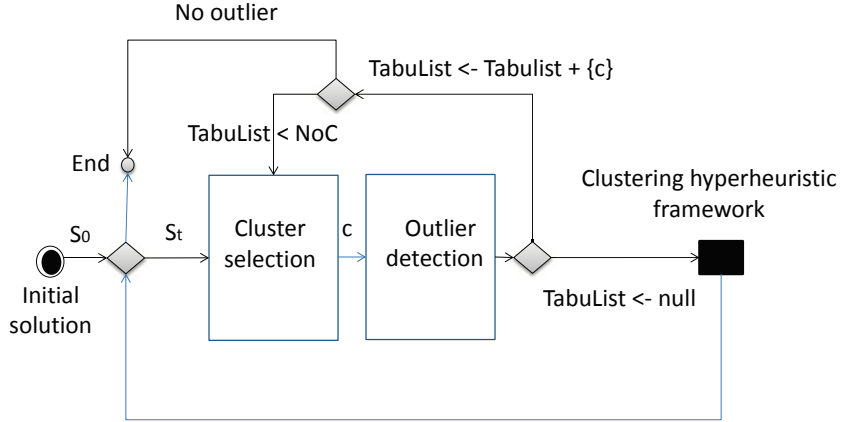 No outlier
TabuList <- Tabulist + {c}
TabuList < NoC
End
Clustering hyperheuristic
framework
S0
St
Cluster
selection
c
Outlier
detection
Initial
solution
TabuList <- null